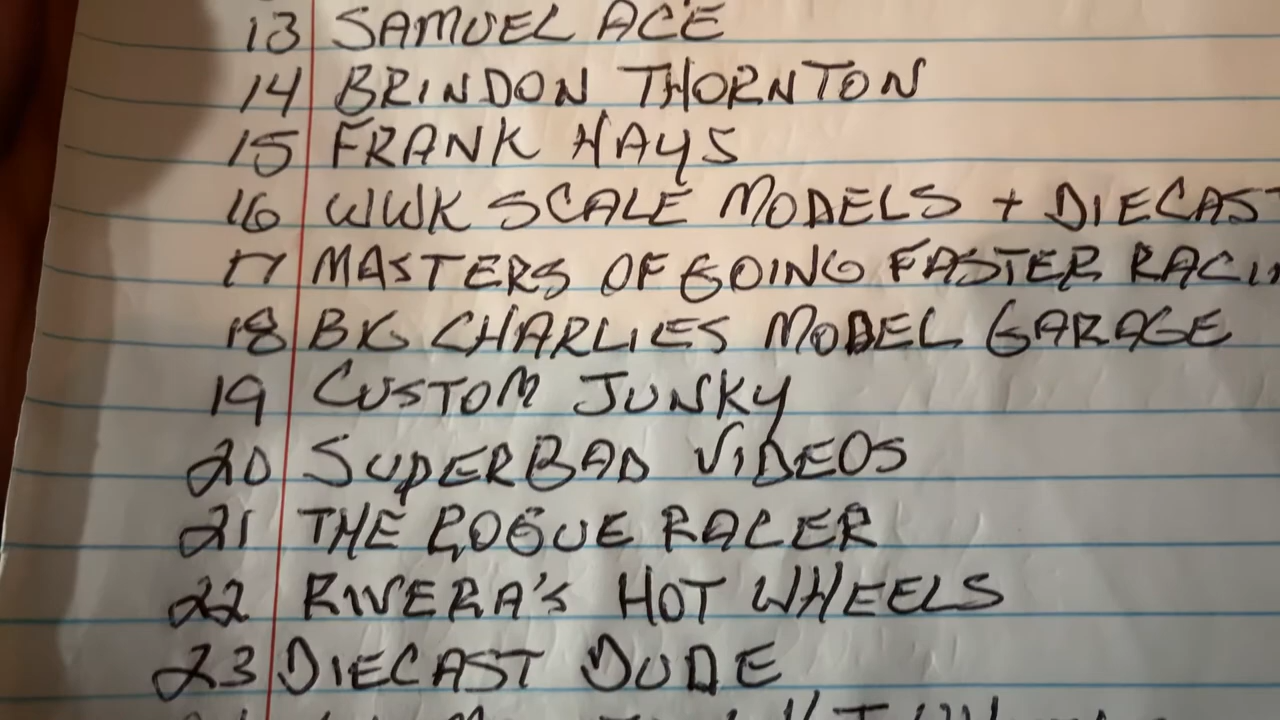 13 SAMUEL ACE
14 BRINDON THORNTON
15 FRANK HAYS
16 WWK SCALE MODELS + DIECAST
17 MASTERS OF GOING FASTER RACIN
18 BIG CHARLIES MODEL GARAGE
19 CUSTOM JUNKY
20 SUPERBAD VIDEOS
21 THE ROGUE RACER
22 RIVERA'S HOT WHEELS
23 DIECAST DUDE